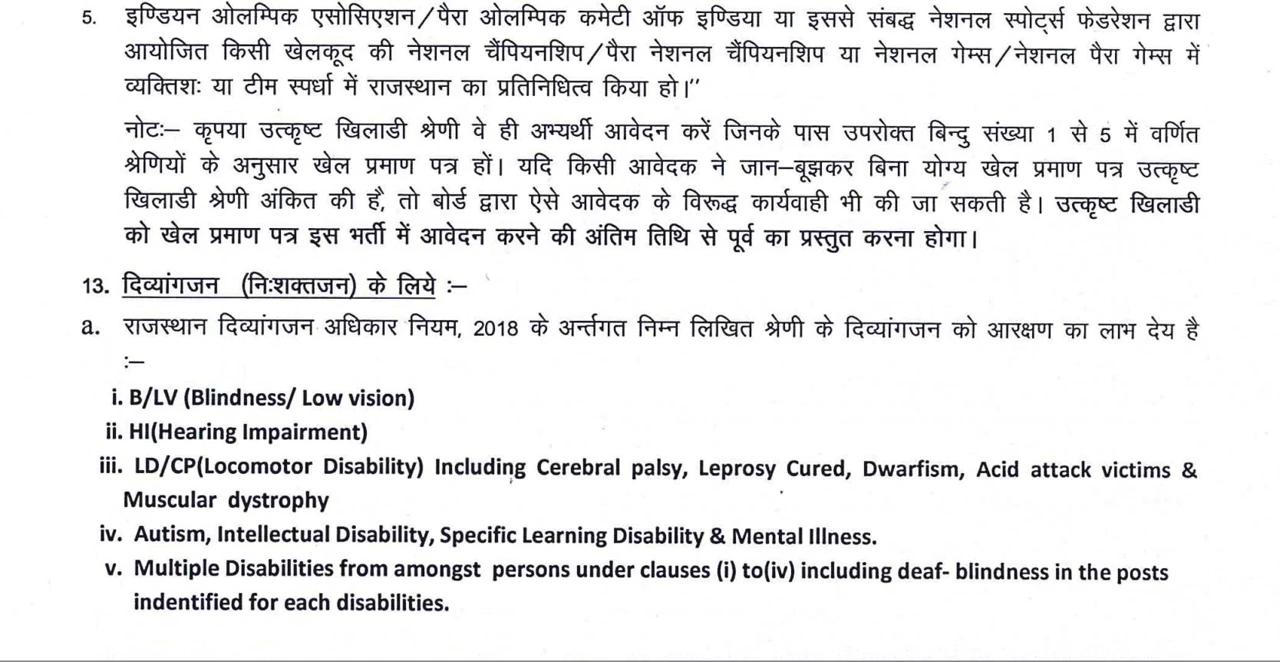 5. इण्डियन ओलम्पिक एसोसिएशन/पैरा ओलम्पिक कमेटी ऑफ इण्डिया या इससे संबद्ध नेशनल स्पोर्ट्स फेडरेशन द्वारा
आयोजित किसी खेलकूद की नेशनल चैंपियनशिप/पैरा नेशनल चैंपियनशिप या नेशनल गेम्स/नेशनल पैरा गेम्स में
व्यक्तिशः या टीम स्पर्धा में राजस्थान का प्रतिनिधित्व किया हो।"
नोटः– कृपया उत्कृष्ट खिलाडी श्रेणी वे ही अभ्यर्थी आवेदन करें जिनके पास उपरोक्त बिन्दु संख्या 1 से 5 में वर्णित
श्रेणियों के अनुसार खेल प्रमाण पत्र हों। यदि किसी आवेदक ने जान–बूझकर बिना योग्य खेल प्रमाण पत्र उत्कृष्ट
खिलाडी श्रेणी अंकित की है, तो बोर्ड द्वारा ऐसे आवेदक के विरूद्ध कार्यवाही भी की जा सकती है। उत्कृष्ट खिलाडी
को खेल प्रमाण पत्र इस भर्ती में आवेदन करने की अंतिम तिथि से पूर्व का प्रस्तुत करना होगा।
13. दिव्यांगजन (निःशक्तजन) के लिये :–
a. राजस्थान दिव्यांगजन अधिकार नियम, 2018 के अर्न्तगत निम्न लिखित श्रेणी के दिव्यांगजन को आरक्षण का लाभ देय है
:–
i. B/LV (Blindness/ Low vision)
ii. HI(Hearing Impairment)
iii. LD/CP(Locomotor Disability) Including Cerebral palsy, Leprosy Cured, Dwarfism, Acid attack victims &
Muscular dystrophy
iv. Autism, Intellectual Disability, Specific Learning Disability & Mental Illness.
v. Multiple Disabilities from amongst persons under clauses (i) to(iv) including deaf- blindness in the posts
indentified for each disabilities.